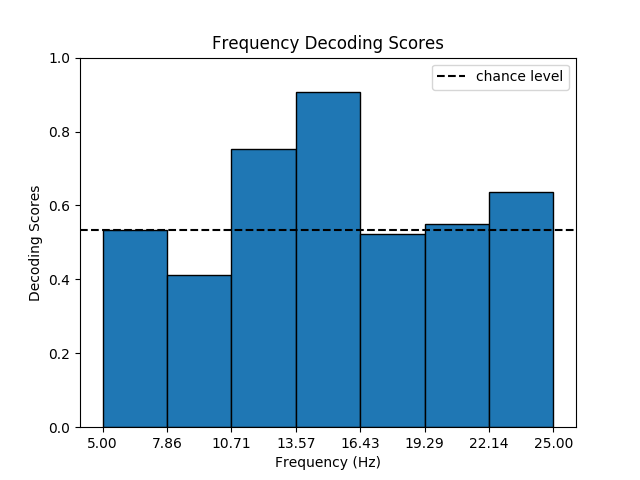 Frequency Decoding Scores
1.0
chance level
0.8
0.6
Decoding Scores
0.4
0.2
0.0
5.00 7.86 10.71 13.57 16.43 19.29 22.14 25.00
Frequency (Hz)